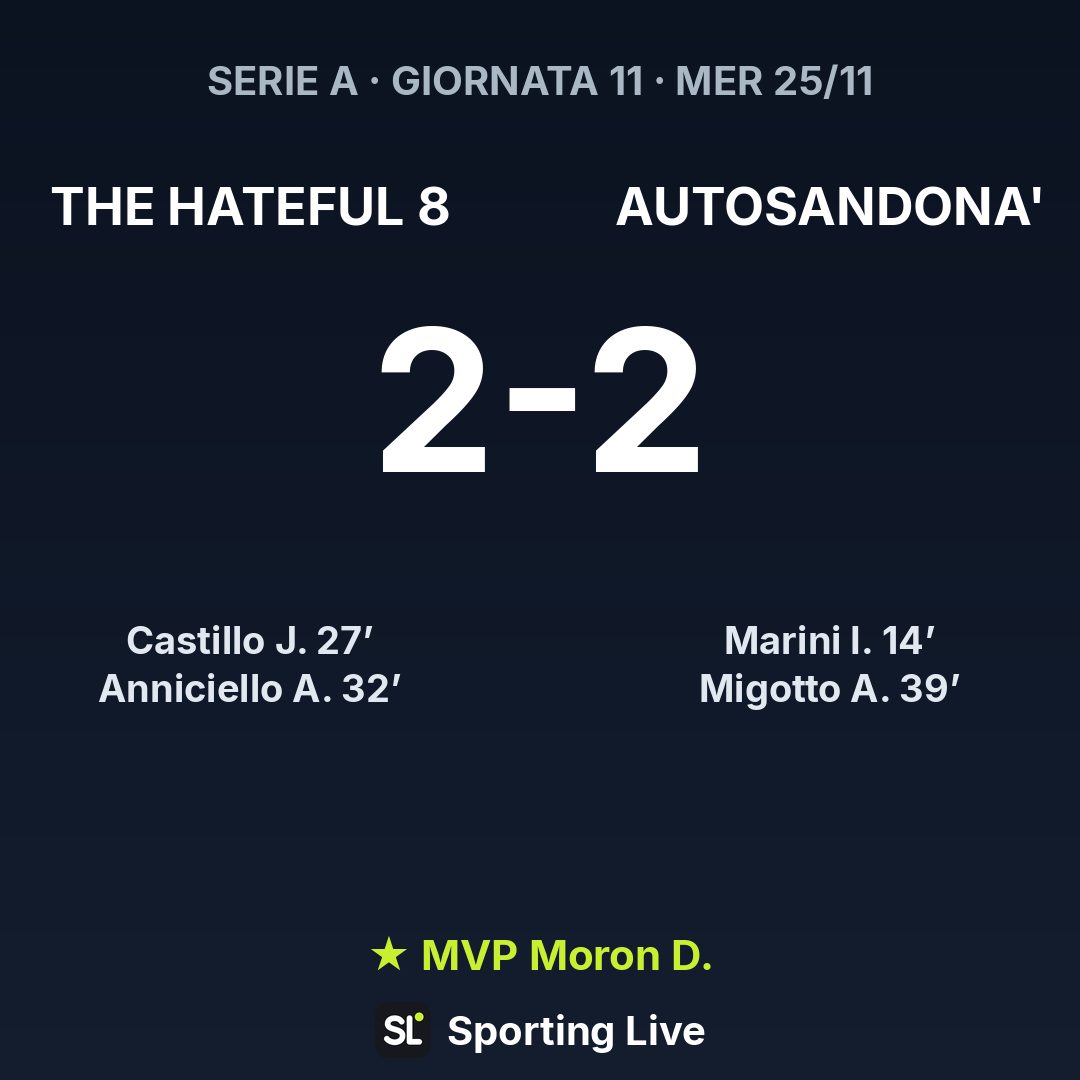 SERIE A · GIORNATA 11 · MER 25/11
THE HATEFUL 8
AUTOSANDONA'
2-2
Castillo J. 27’
Anniciello A. 32’
Marini I. 14’
Migotto A. 39’
★ MVP Moron D.
SL Sporting Live